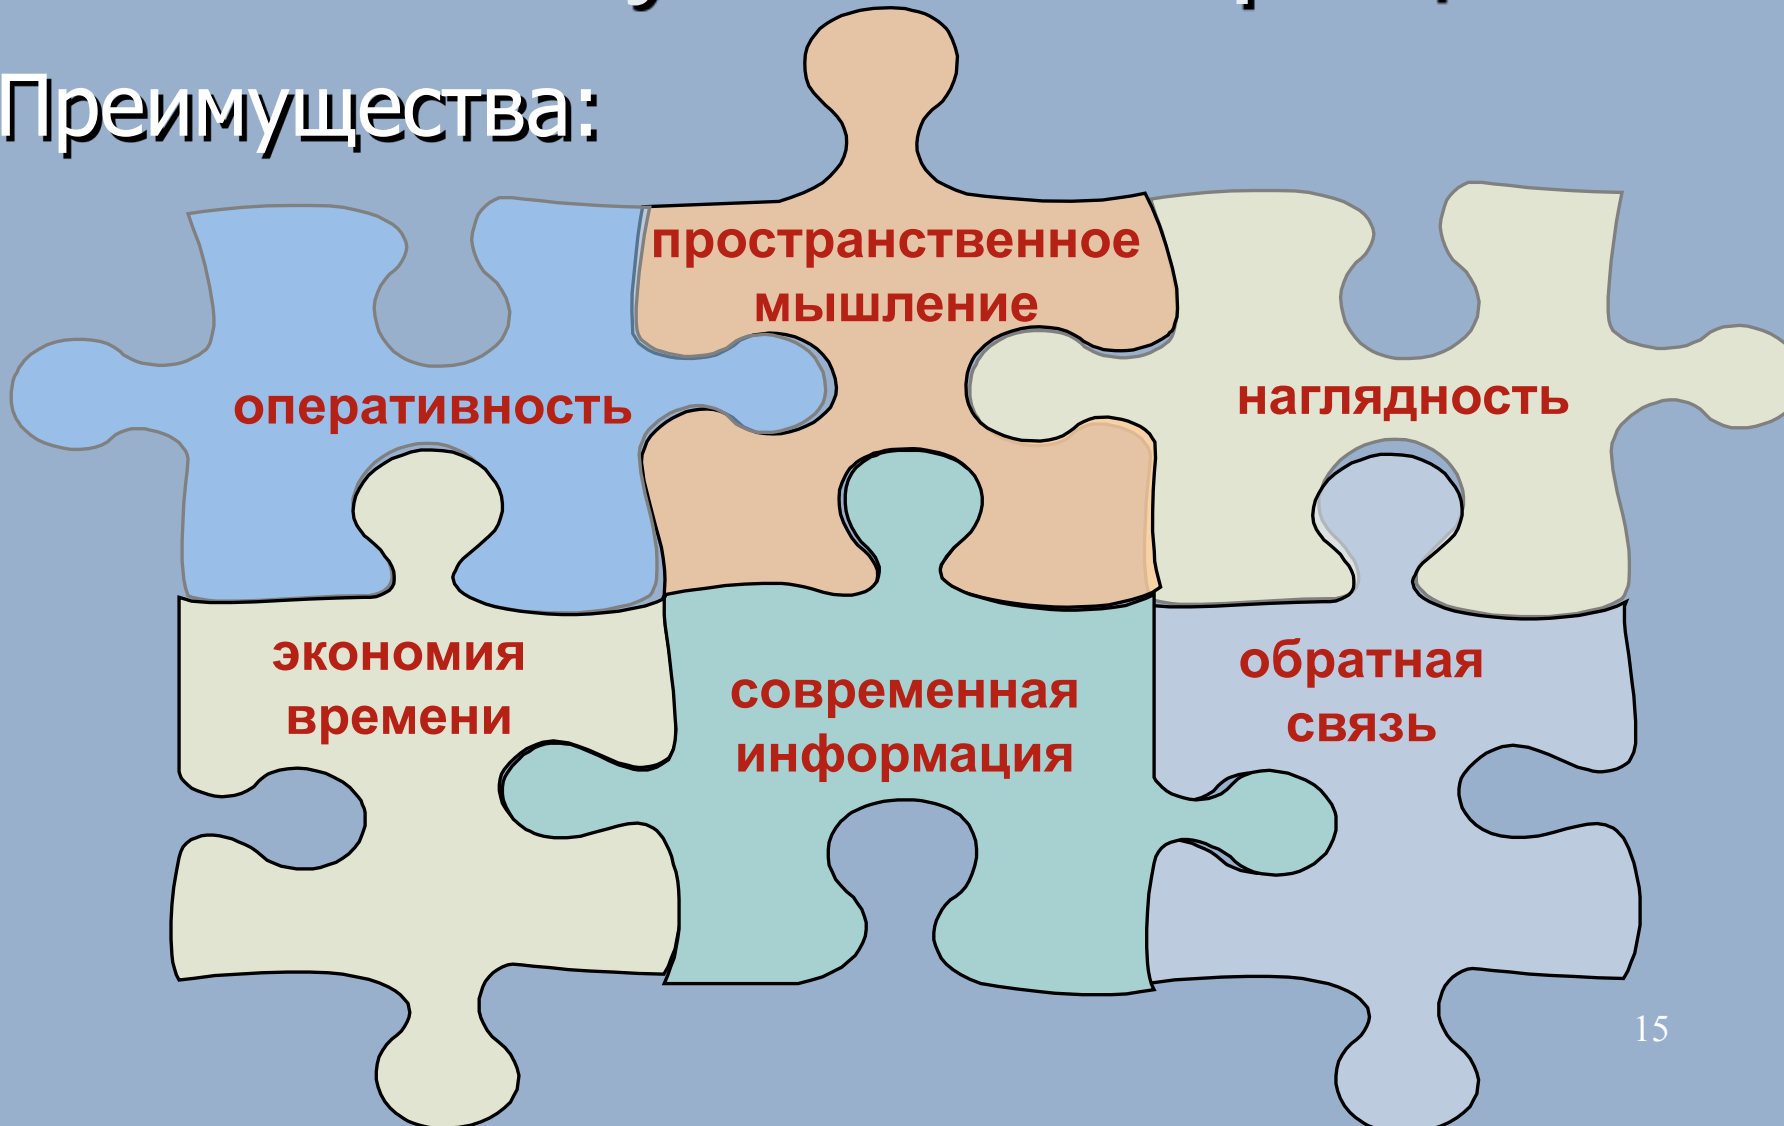 Преимущества:
пространственное
мышление
оперативность
наглядность
экономия
времени
современная
информация
обратная
связь
15